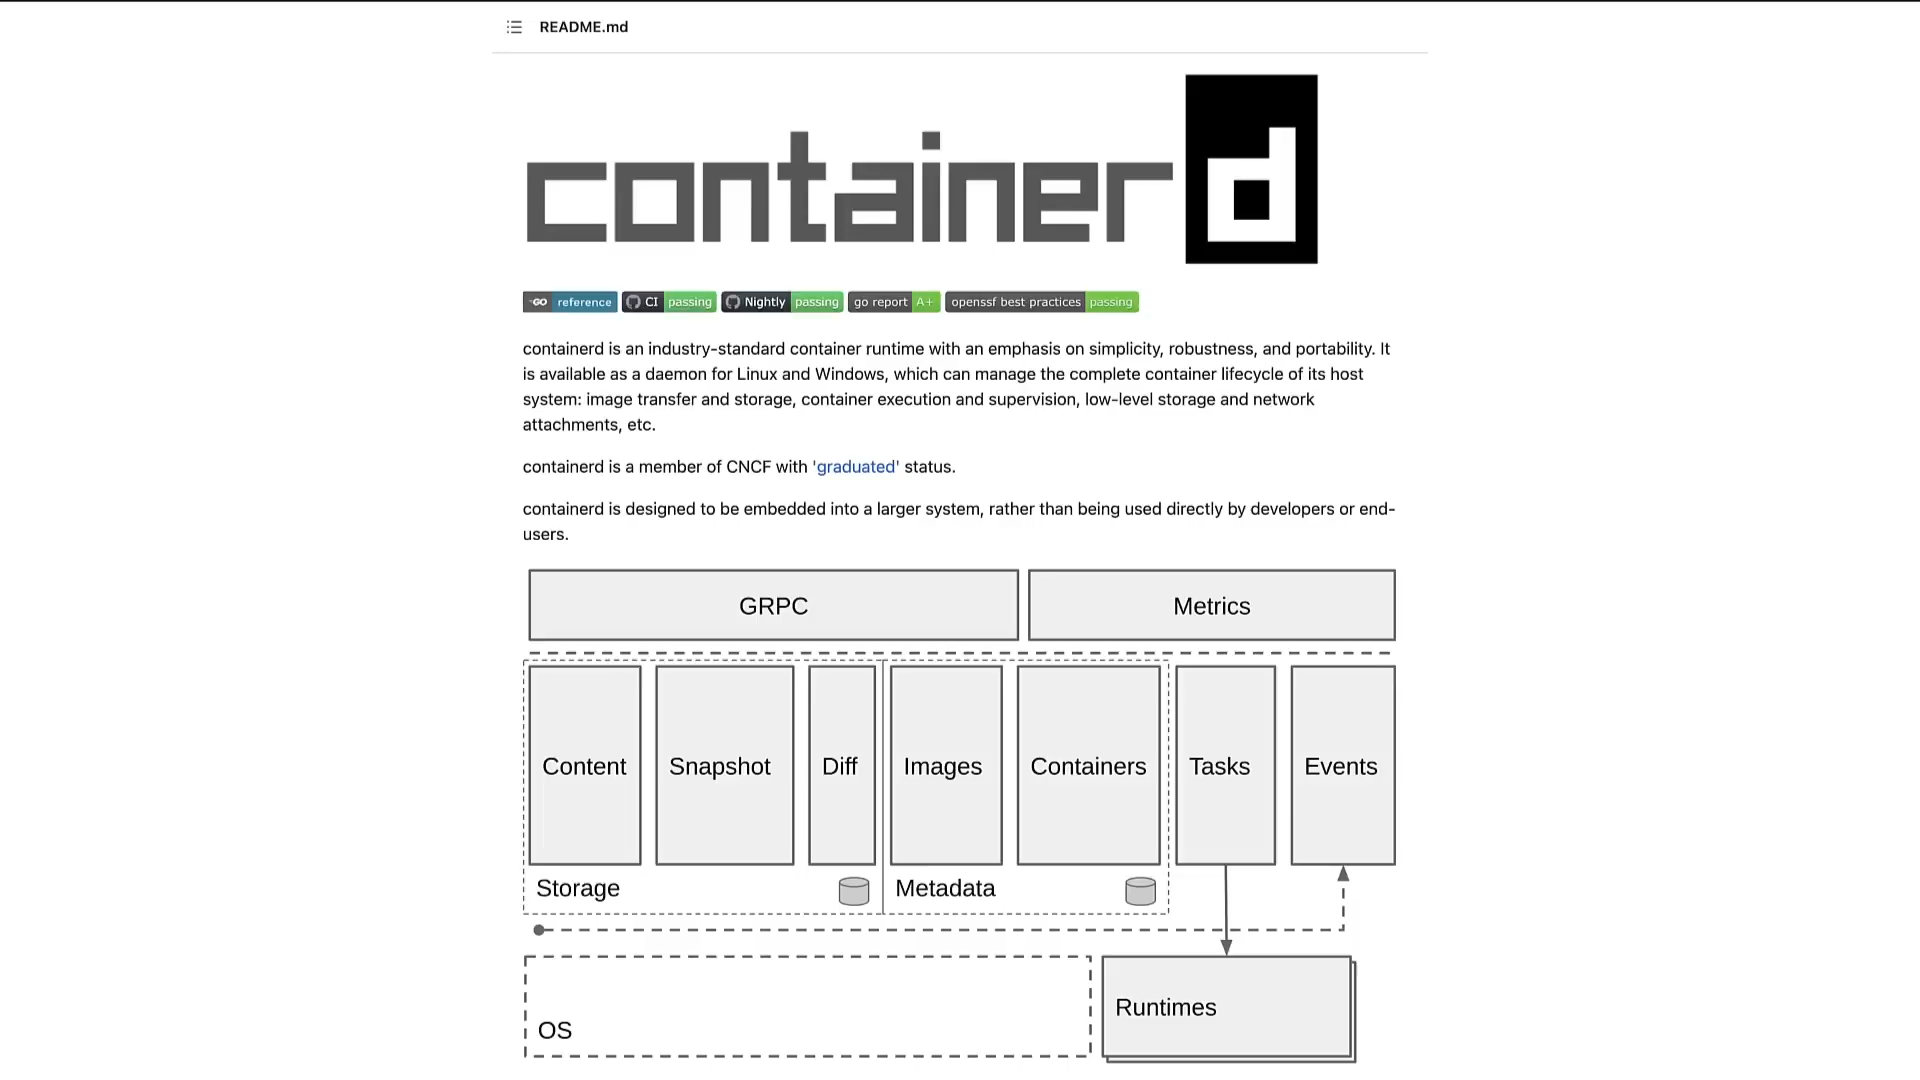 README.md
containerd
GO reference CI passing Nightly passing go report A+ openssf best practices passing
containerd is an industry-standard container runtime with an emphasis on simplicity, robustness, and portability. It
is available as a daemon for Linux and Windows, which can manage the complete container lifecycle of its host
system: image transfer and storage, container execution and supervision, low-level storage and network
attachments, etc.
containerd is a member of CNCF with 'graduated' status.
containerd is designed to be embedded into a larger system, rather than being used directly by developers or end-
users.
GRPC Metrics
Content Snapshot Diff Images Containers Tasks Events
Storage Metadata
Runtimes
OS